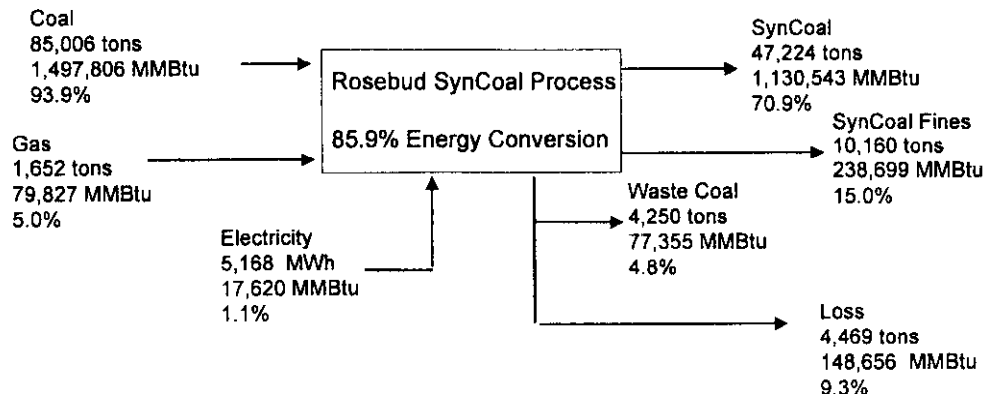 Coal
85,006 tons
1,497,806 MMBtu
93.9%
Gas
1,652 tons
79,827 MMBtu
5.0%
Electricity
5,168 MWh
17,620 MMBtu
1.1%
Rosebud SynCoal Process
85.9% Energy Conversion
SynCoal
47,224 tons
1,130,543 MMBtu
70.9%
SynCoal Fines
10,160 tons
238,699 MMBtu
15.0%
Waste Coal
4,250 tons
77,355 MMBtu
4.8%
Loss
4,469 tons
148,656 MMBtu
9.3%